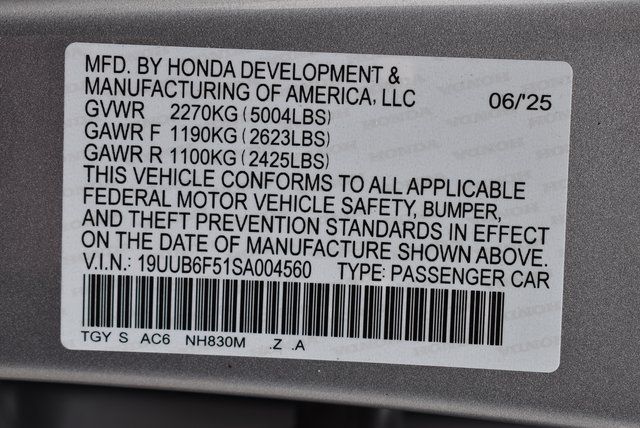 MFD. BY HONDA DEVELOPMENT &
MANUFACTURING OF AMERICA, LLC 06/'25
GVWR 2270KG (5004LBS)
GAWR F 1190KG (2623LBS)
GAWR R 1100KG (2425LBS)
THIS VEHICLE CONFORMS TO ALL APPLICABLE
FEDERAL MOTOR VEHICLE SAFETY, BUMPER,
AND THEFT PREVENTION STANDARDS IN EFFECT
ON THE DATE OF MANUFACTURE SHOWN ABOVE.
V.I.N.: 19UUB6F51SA004560 TYPE: PASSENGER CAR
TGY S AC6 NH830M .Z .A